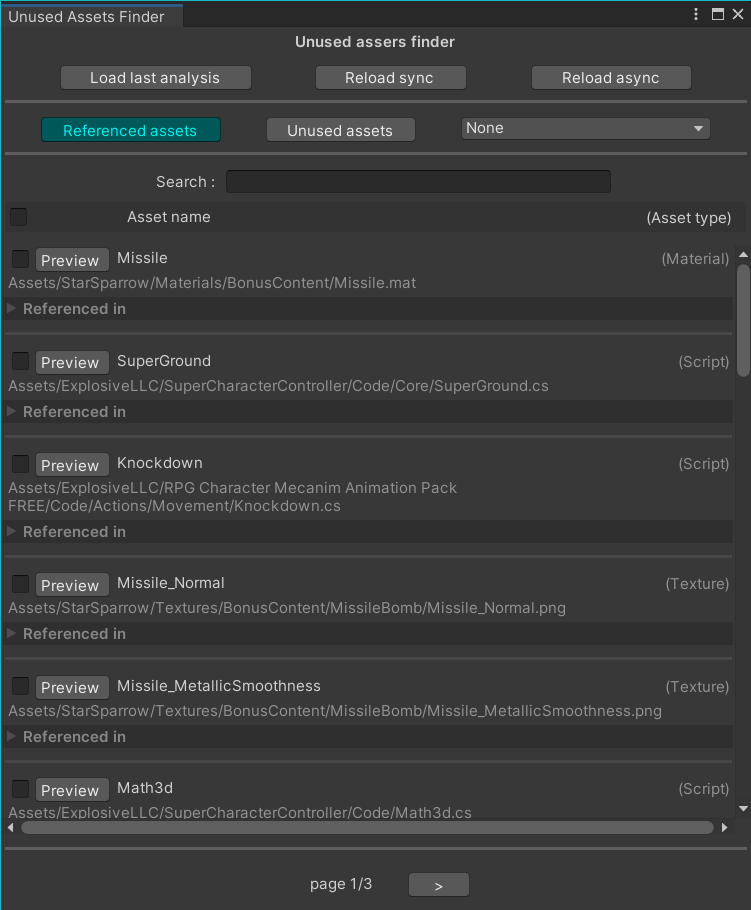 Unused Assets Finder
Unused assers finder
Load last analysis Reload sync Reload async
Referenced assets Unused assets None
Search :
Asset name (Asset type)
Preview Missile (Material)
Assets/StarSparrow/Materials/BonusContent/Missile.mat
Referenced in
Preview SuperGround (Script)
Assets/ExplosiveLLC/SuperCharacterController/Code/Core/SuperGround.cs
Referenced in
Preview Knockdown (Script)
Assets/ExplosiveLLC/RPG Character Mecanim Animation Pack
FREE/Code/Actions/Movement/Knockdown.cs
Referenced in
Preview Missile_Normal (Texture)
Assets/StarSparrow/Textures/BonusContent/MissileBomb/Missile_Normal.png
Referenced in
Preview Missile_MetallicSmoothness (Texture)
Assets/StarSparrow/Textures/BonusContent/MissileBomb/Missile_MetallicSmoothness.png
Referenced in
Preview Math3d (Script)
Assets/ExplosiveLLC/SuperCharacterController/Code/Math3d.cs
page 1/3 >